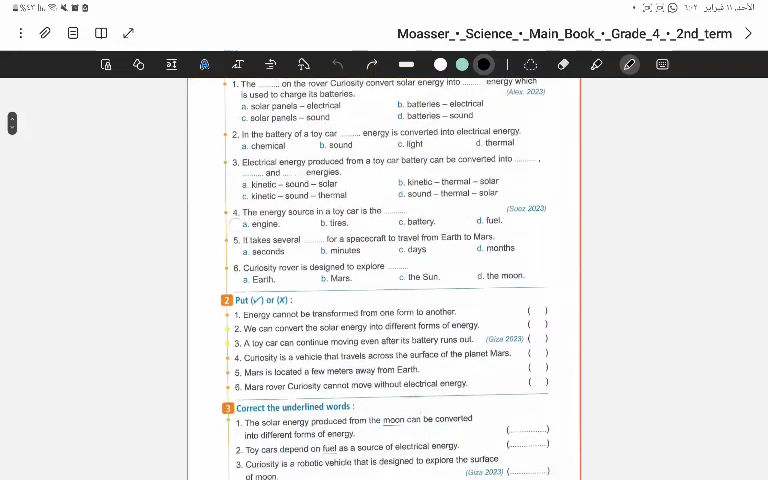 %٤٣
الأحد، ١١ فبراير ٦:٠٢
Moasser_•_Science_•_Main_Book_•_Grade_4_•_2nd_term
1. The .......... on the rover Curiosity convert solar energy into .......... energy which
is used to charge its batteries. (Alex. 2023)
a. solar panels – electrical b. batteries – electrical
c. solar panels – sound d. batteries – sound
2. In the battery of a toy car .......... energy is converted into electrical energy.
a. chemical b. sound c. light d. thermal
3. Electrical energy produced from a toy car battery can be converted into .......... ,
.......... and .......... energies.
a. kinetic – sound – solar b. kinetic – thermal – solar
c. kinetic – sound – thermal d. sound – thermal – solar
4. The energy source in a toy car is the .......... (Suez 2023)
a. engine. b. tires. c. battery. d. fuel.
5. It takes several .......... for a spacecraft to travel from Earth to Mars.
a. seconds b. minutes c. days d. months
6. Curiosity rover is designed to explore ..........
a. Earth. b. Mars. c. the Sun. d. the moon.
2 Put (✓) or (X) :
1. Energy cannot be transformed from one form to another. ( )
2. We can convert the solar energy into different forms of energy. ( )
3. A toy car can continue moving even after its battery runs out. (Giza 2023) ( )
4. Curiosity is a vehicle that travels across the surface of the planet Mars. ( )
5. Mars is located a few meters away from Earth. ( )
6. Mars rover Curiosity cannot move without electrical energy. ( )
3 Correct the underlined words :
1. The solar energy produced from the moon can be converted
into different forms of energy. (...............)
2. Toy cars depend on fuel as a source of electrical energy. (...............)
3. Curiosity is a robotic vehicle that is designed to explore the surface
of moon. (Giza 2023) (...............)